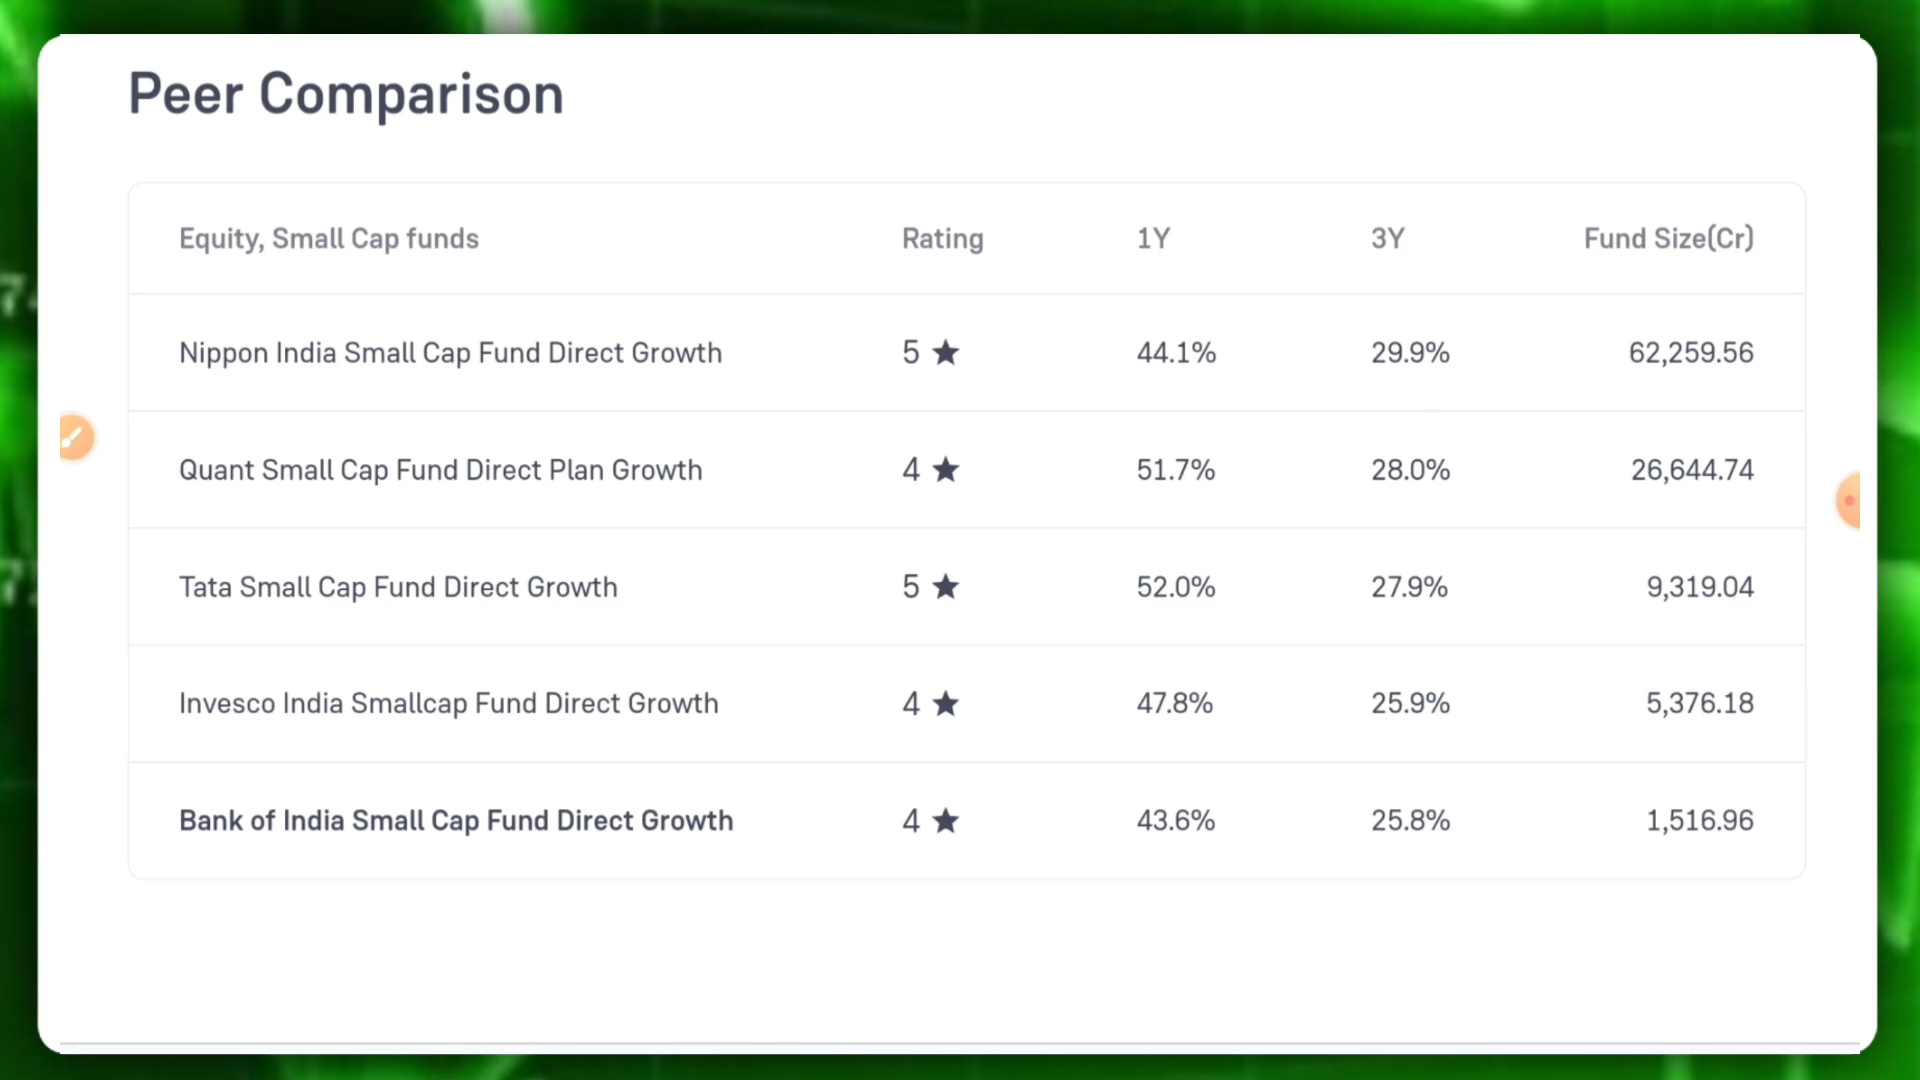 Peer Comparison
Equity, Small Cap funds Rating 1Y 3Y Fund Size(Cr)
Nippon India Small Cap Fund Direct Growth 5 ★ 44.1% 29.9% 62,259.56
Quant Small Cap Fund Direct Plan Growth 4 ★ 51.7% 28.0% 26,644.74
Tata Small Cap Fund Direct Growth 5 ★ 52.0% 27.9% 9,319.04
Invesco India Smallcap Fund Direct Growth 4 ★ 47.8% 25.9% 5,376.18
Bank of India Small Cap Fund Direct Growth 4 ★ 43.6% 25.8% 1,516.96